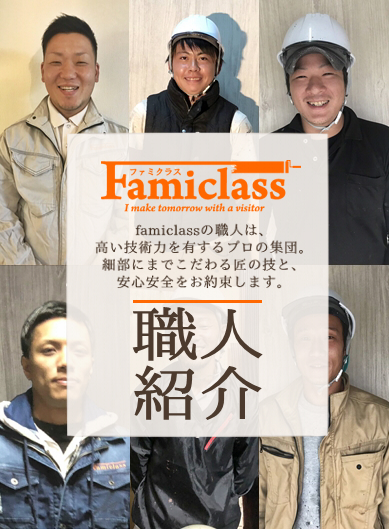 ファミクラス
Famiclass
I make tomorrow with a visitor
famiclassの職人は、
高い技術力を有するプロの集団。
細部にまでこだわる匠の技と、
安心安全をお約束します。
職人
紹介